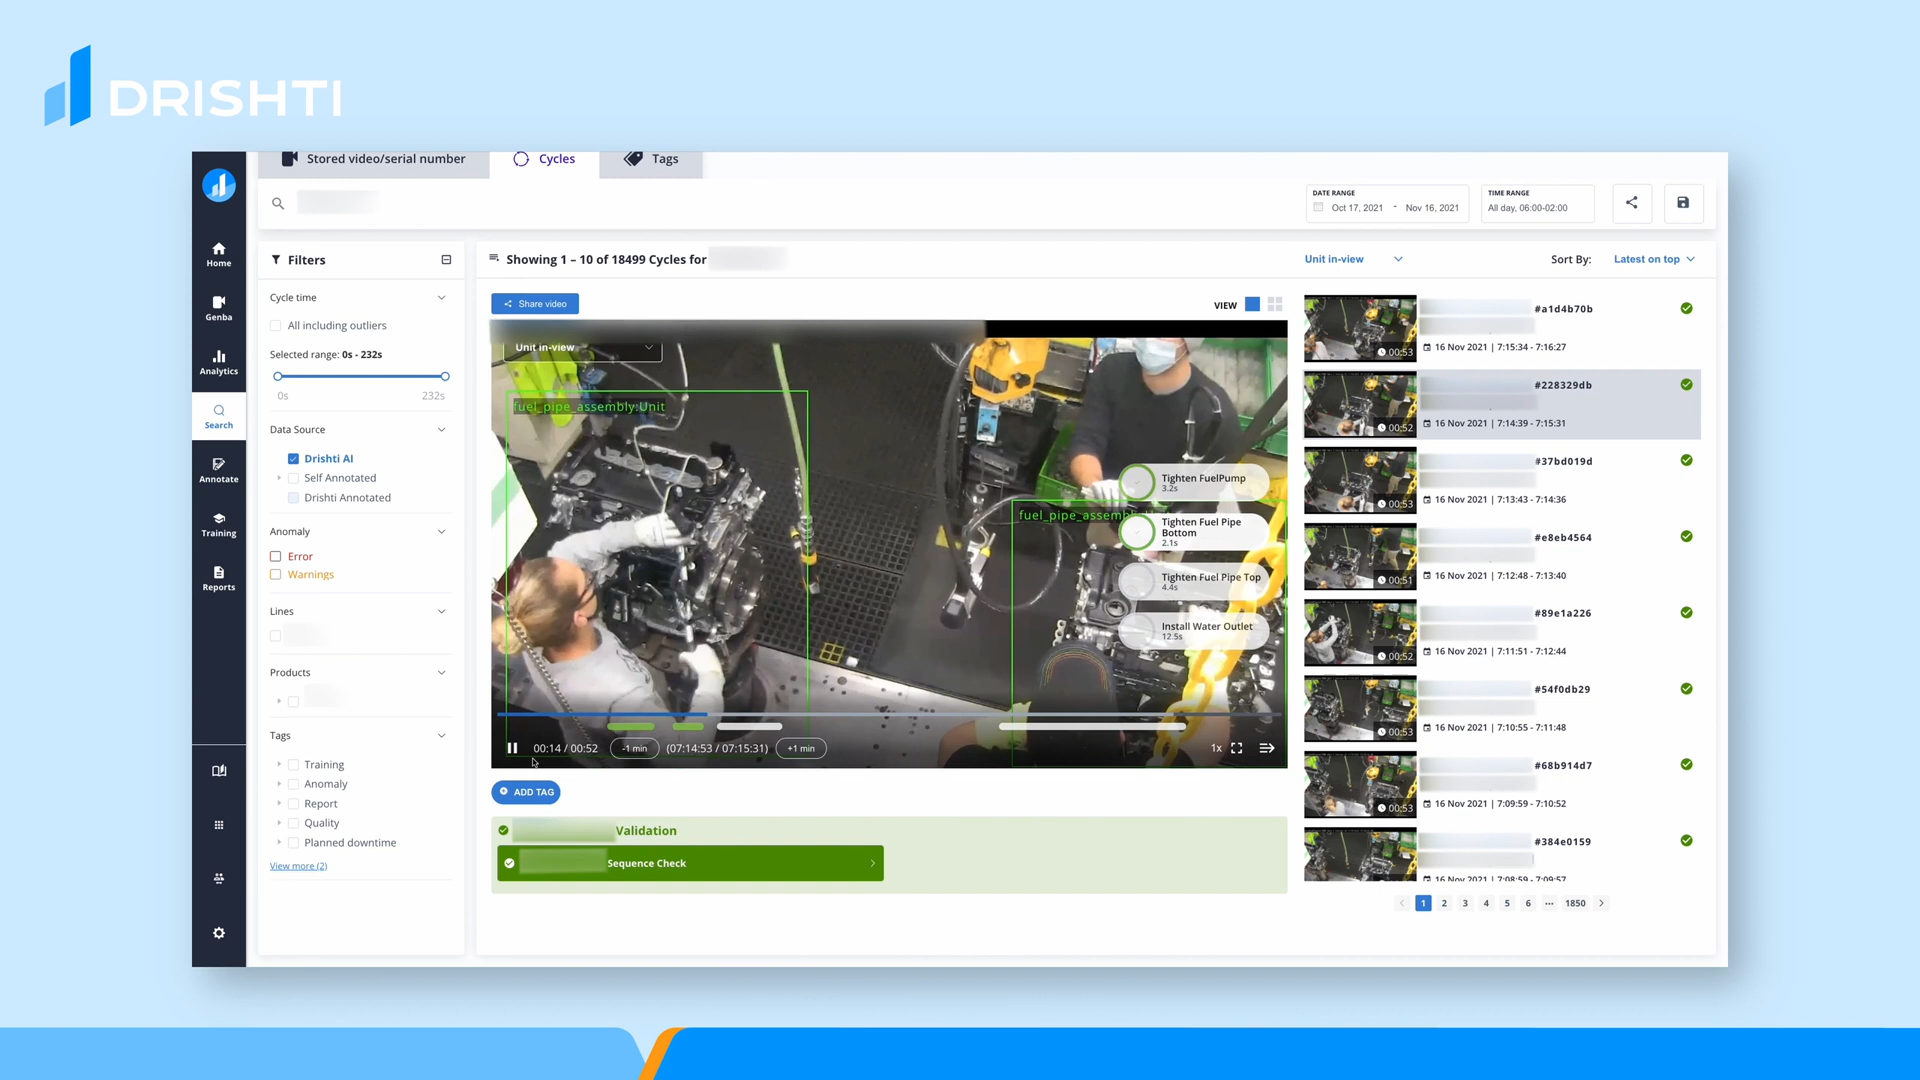 DRISHTI
Stored video/serial number
Cycles
Tags
DATE RANGE
Oct 17, 2021 - Nov 16, 2021
TIME RANGE
All day, 06:00-02:00
Home
Genba
Analytics
Search
Annotate
Training
Reports
Filters
Cycle time
All including outliers
Selected range: 0s - 232s
0s 232s
Data Source
Drishti AI
Self Annotated
Drishti Annotated
Anomaly
Error
Warnings
Lines
Products
Tags
Training
Anomaly
Report
Quality
Planned downtime
View more (2)
Showing 1 – 10 of 18499 Cycles for
Unit in-view
Sort By: Latest on top
Share video
VIEW
Unit in-view
fuel_pipe_assembly:Unit
fuel_pipe_assembly
Tighten FuelPump
3.2s
Tighten Fuel Pipe
Bottom
2.1s
Tighten Fuel Pipe Top
4.4s
Install Water Outlet
12.5s
00:14 / 00:52
-1 min
(07:14:53 / 07:15:31)
+1 min
1x
ADD TAG
Validation
Sequence Check
#a1d4b70b
00:53
16 Nov 2021 | 7:15:34 - 7:16:27
#228329db
00:52
16 Nov 2021 | 7:14:39 - 7:15:31
#37bd019d
00:53
16 Nov 2021 | 7:13:43 - 7:14:36
#e8eb4564
00:51
16 Nov 2021 | 7:12:48 - 7:13:40
#89e1a226
00:52
16 Nov 2021 | 7:11:51 - 7:12:44
#54f0db29
00:53
16 Nov 2021 | 7:10:55 - 7:11:48
#68b914d7
00:53
16 Nov 2021 | 7:09:59 - 7:10:52
#384e0159
16 Nov 2021 | 7:08:59 - 7:09:57
1 2 3 4 5 6 ... 1850